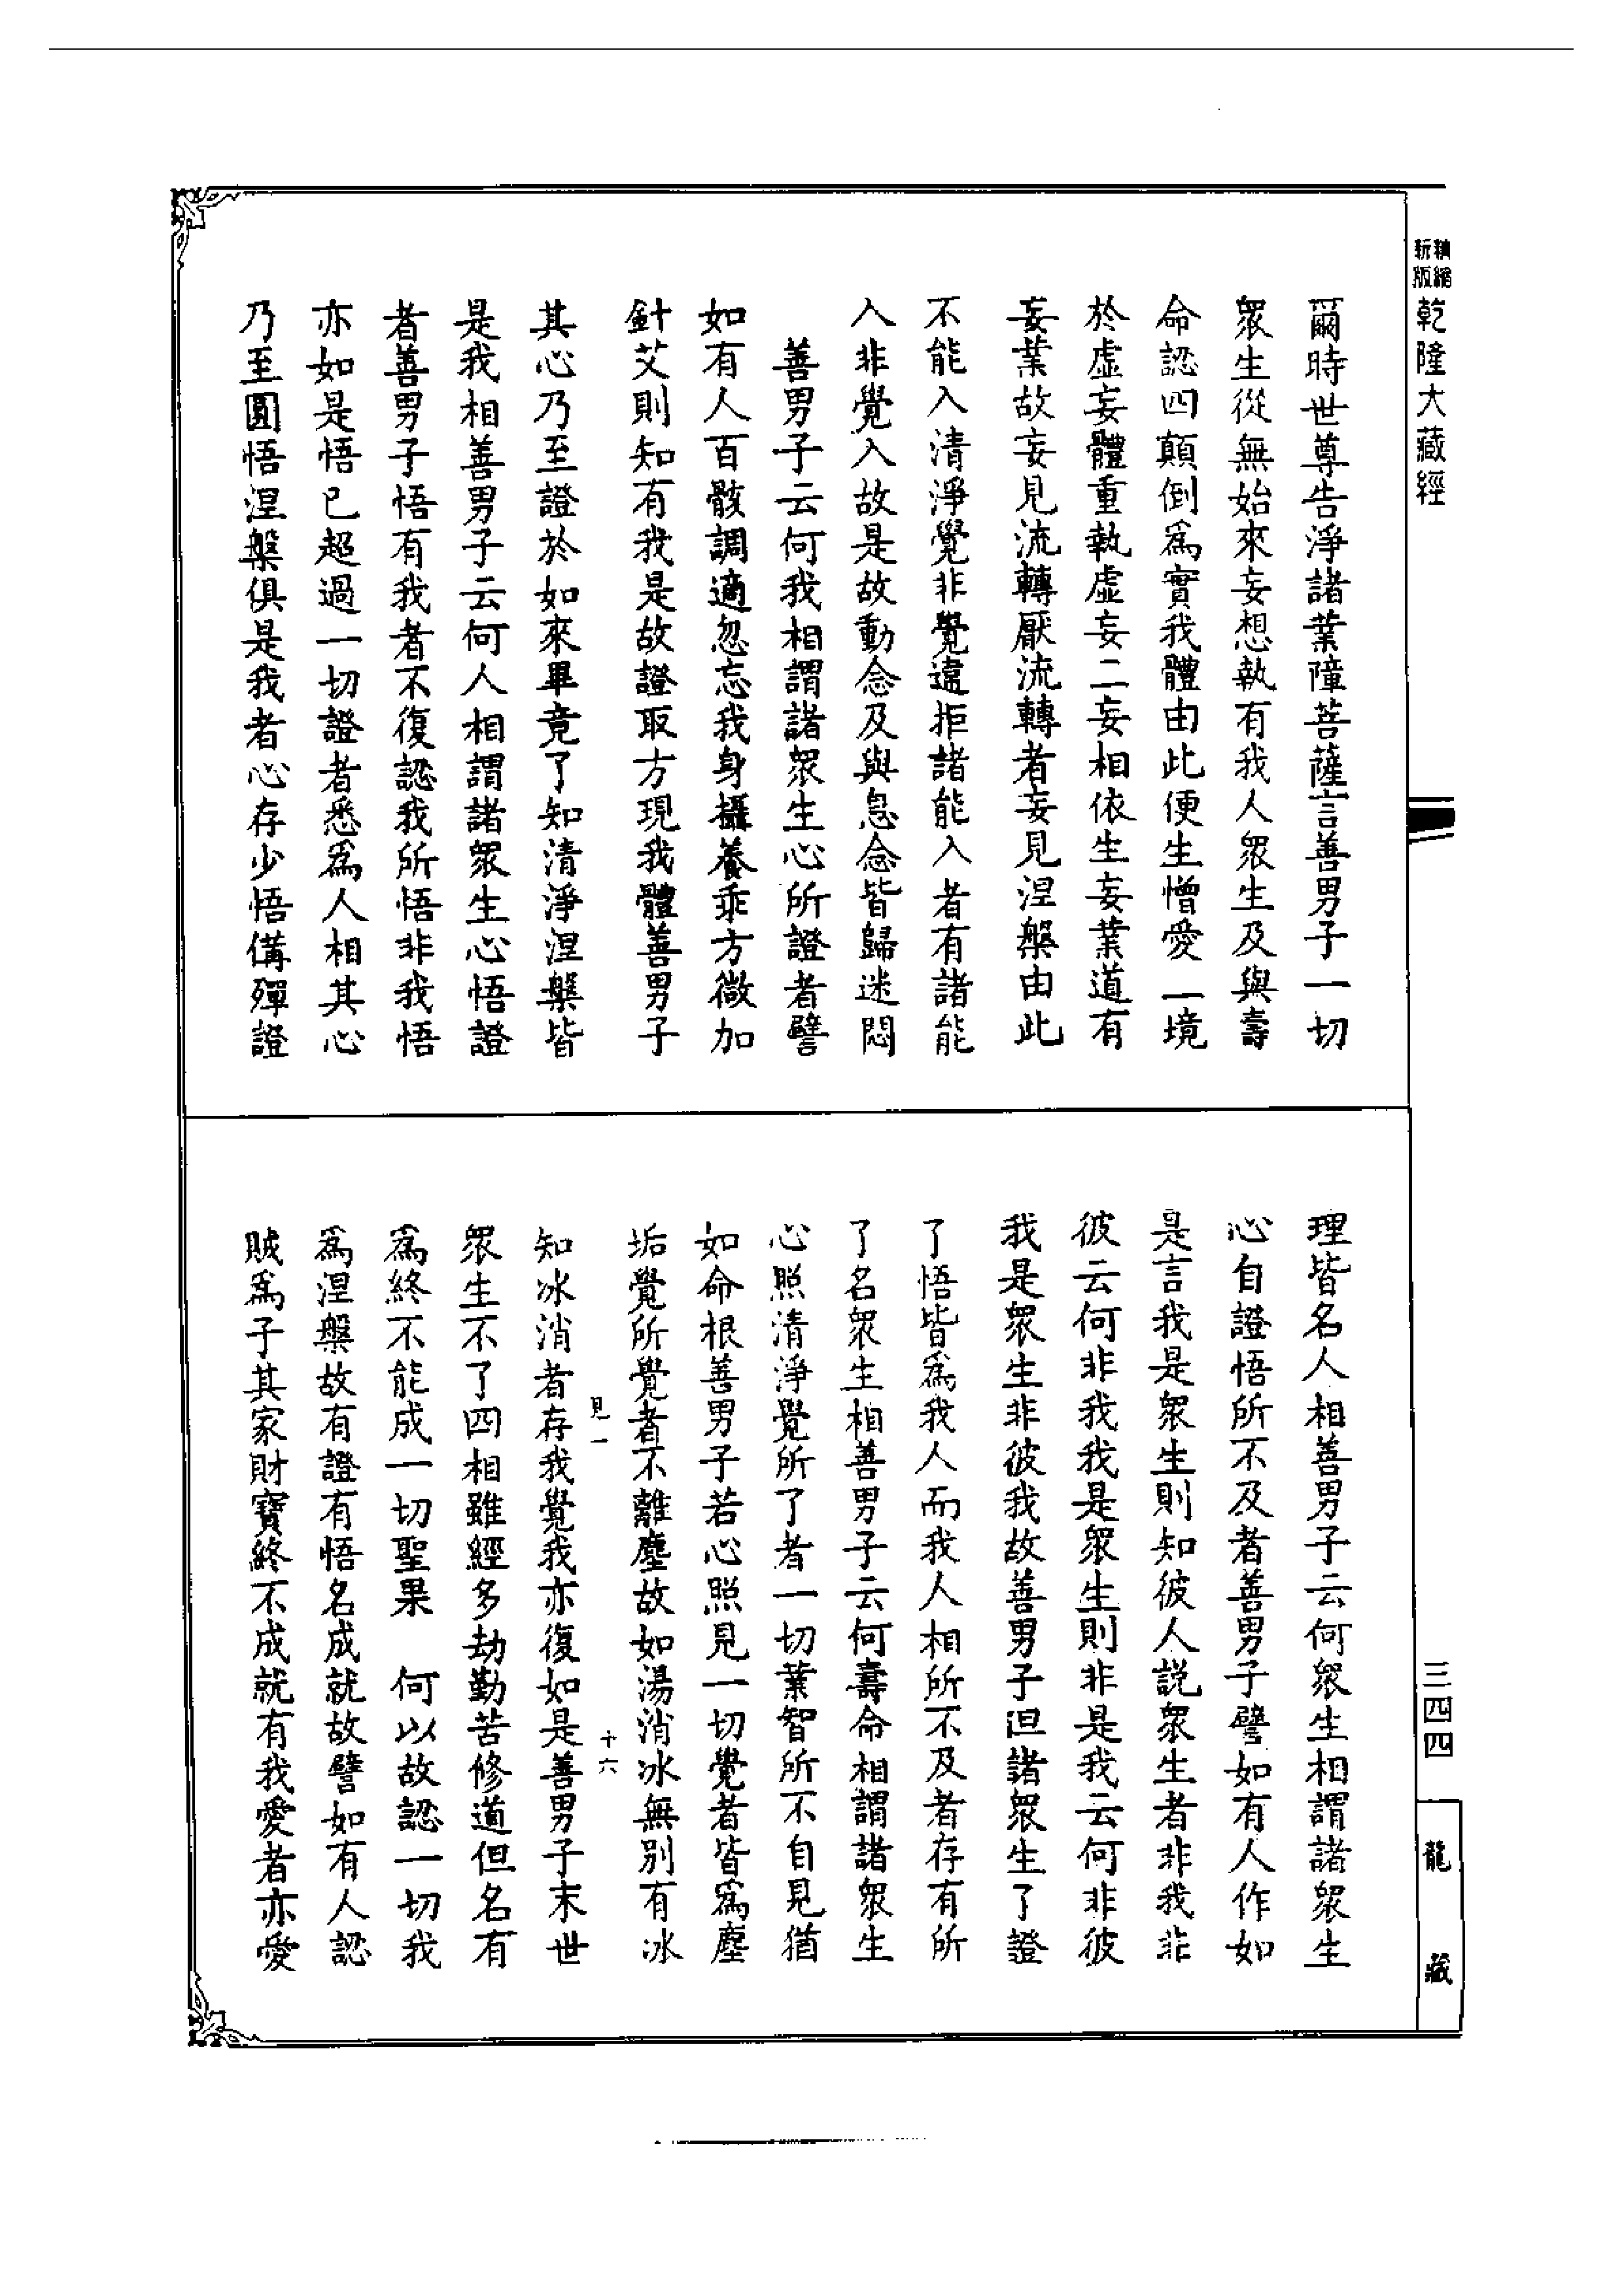 精縮新版 乾隆大藏經
爾時世尊告淨諸業障菩薩言善男子一切
眾生從無始來妄想執有我人眾生及與壽
命認四顛倒為實我體由此便生憎愛二境
於虛妄體重執虛妄二妄相依生妄業道有
妄業故妄見流轉厭流轉者妄見涅槃由此
不能入清淨覺非覺違拒諸能入者有諸能
入非覺入故是故動念及與息念皆歸迷悶
善男子云何我相謂諸眾生心所證者譬
如有人百骸調適忽忘我身攝養乖方微加
針艾則知有我是故證取方現我體善男子
其心乃至證於如來畢竟了知清淨涅槃皆
是我相善男子云何人相謂諸眾生心悟證
者善男子悟有我者不復認我所悟非我悟
亦如是悟已超過一切證者悉為人相其心
乃至圓悟涅槃俱是我者心存少悟備殫證
理皆名人相善男子云何眾生相謂諸眾生
心自證悟所不及者善男子譬如有人作如
是言我是眾生則知彼人說眾生者非我非
彼云何非我我是眾生則非是我云何非彼
我是眾生非彼我故善男子但諸眾生了證
了悟皆為我人而我人相所不及者存有所
了名眾生相善男子云何壽命相謂諸眾生
心照清淨覺所了者一切業智所不自見猶
如命根善男子若心照見一切覺者皆為塵
垢覺所覺者不離塵故如湯消冰無別有冰
見一 十六
知冰消者存我覺我亦復如是善男子末世
眾生不了四相雖經多劫勤苦修道但名有
為終不能成一切聖果 何以故認一切我
為涅槃故有證有悟名成就故譬如有人認
賊為子其家財寶終不成就有我愛者亦愛
三四四
龍藏